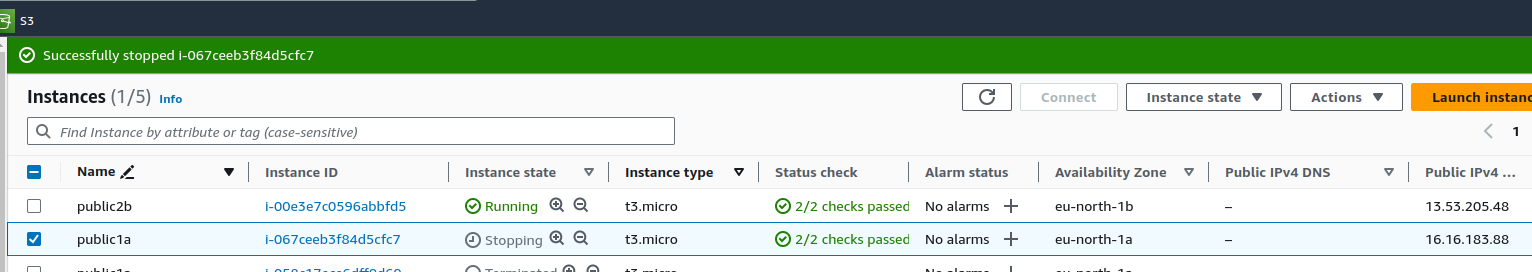 S3
Successfully stopped i-067ceeb3f84d5cfc7
Instances (1/5) Info Connect Instance state Actions Launch instanc
Find Instance by attribute or tag (case-sensitive) 1
Name Instance ID Instance state Instance type Status check Alarm status Availability Zone Public IPv4 DNS Public IPv4 ...
public2b i-00e3e7c0596abbfd5 Running t3.micro 2/2 checks passed No alarms eu-north-1b – 13.53.205.48
public1a i-067ceeb3f84d5cfc7 Stopping t3.micro 2/2 checks passed No alarms eu-north-1a – 16.16.183.88
Terminated t3.micro No alarms